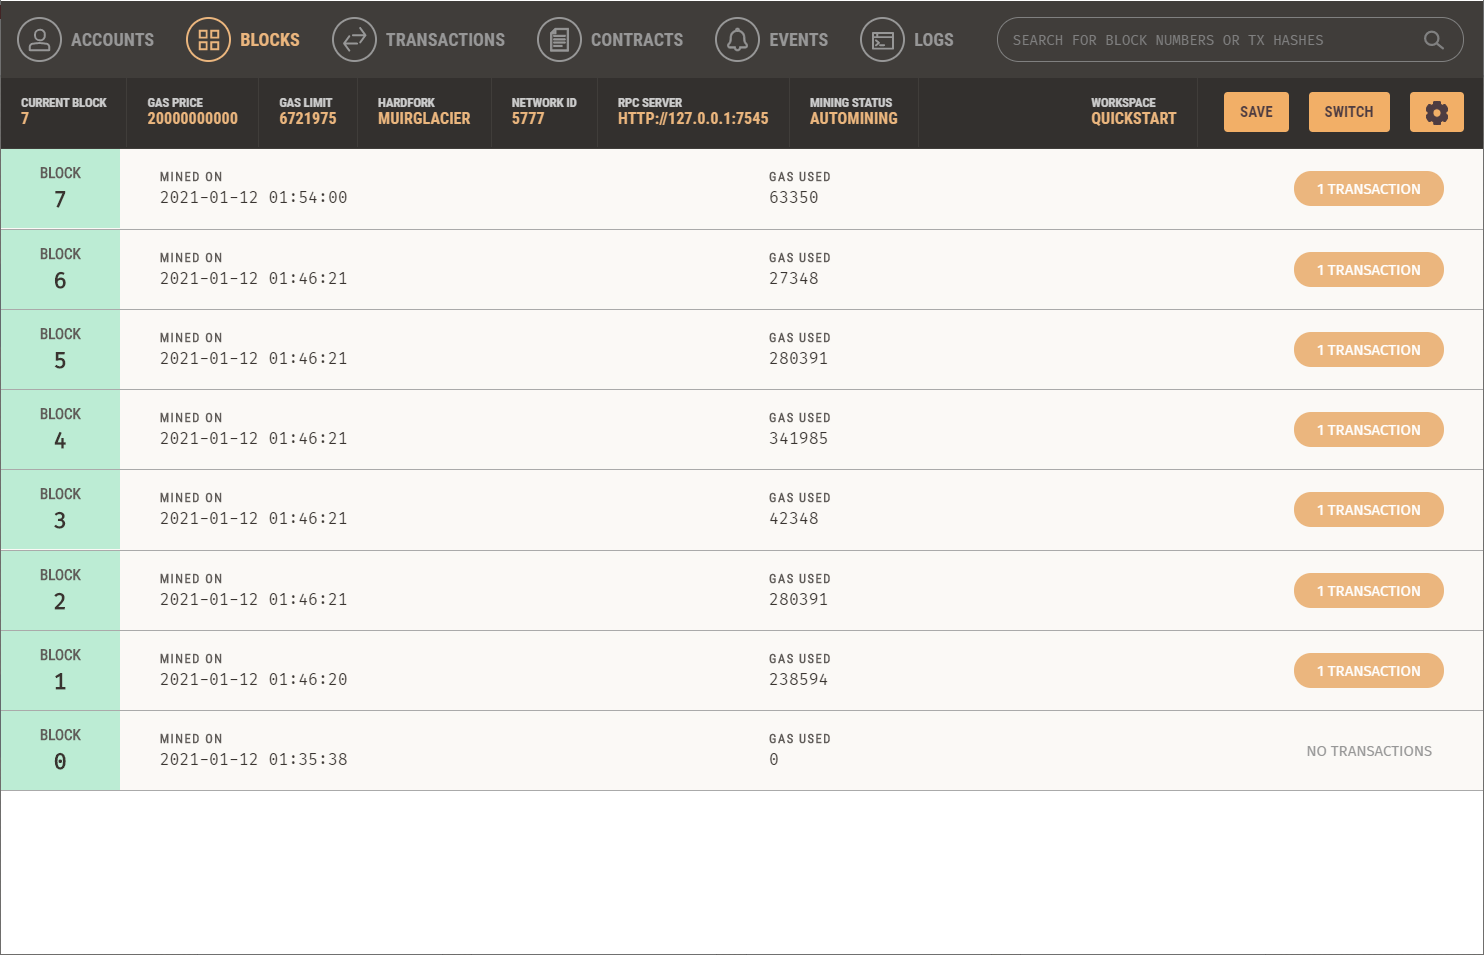 ACCOUNTS BLOCKS TRANSACTIONS CONTRACTS EVENTS LOGS SEARCH FOR BLOCK NUMBERS OR TX HASHES
CURRENT BLOCK GAS PRICE GAS LIMIT HARDFORK NETWORK ID RPC SERVER MINING STATUS WORKSPACE
7 20000000000 6721975 MUIRGLACIER 5777 HTTP://127.0.0.1:7545 AUTOMINING QUICKSTART SAVE SWITCH
BLOCK MINED ON GAS USED
7 2021-01-12 01:54:00 63350 1 TRANSACTION
BLOCK MINED ON GAS USED
6 2021-01-12 01:46:21 27348 1 TRANSACTION
BLOCK MINED ON GAS USED
5 2021-01-12 01:46:21 280391 1 TRANSACTION
BLOCK MINED ON GAS USED
4 2021-01-12 01:46:21 341985 1 TRANSACTION
BLOCK MINED ON GAS USED
3 2021-01-12 01:46:21 42348 1 TRANSACTION
BLOCK MINED ON GAS USED
2 2021-01-12 01:46:21 280391 1 TRANSACTION
BLOCK MINED ON GAS USED
1 2021-01-12 01:46:20 238594 1 TRANSACTION
BLOCK MINED ON GAS USED
0 2021-01-12 01:35:38 0 NO TRANSACTIONS